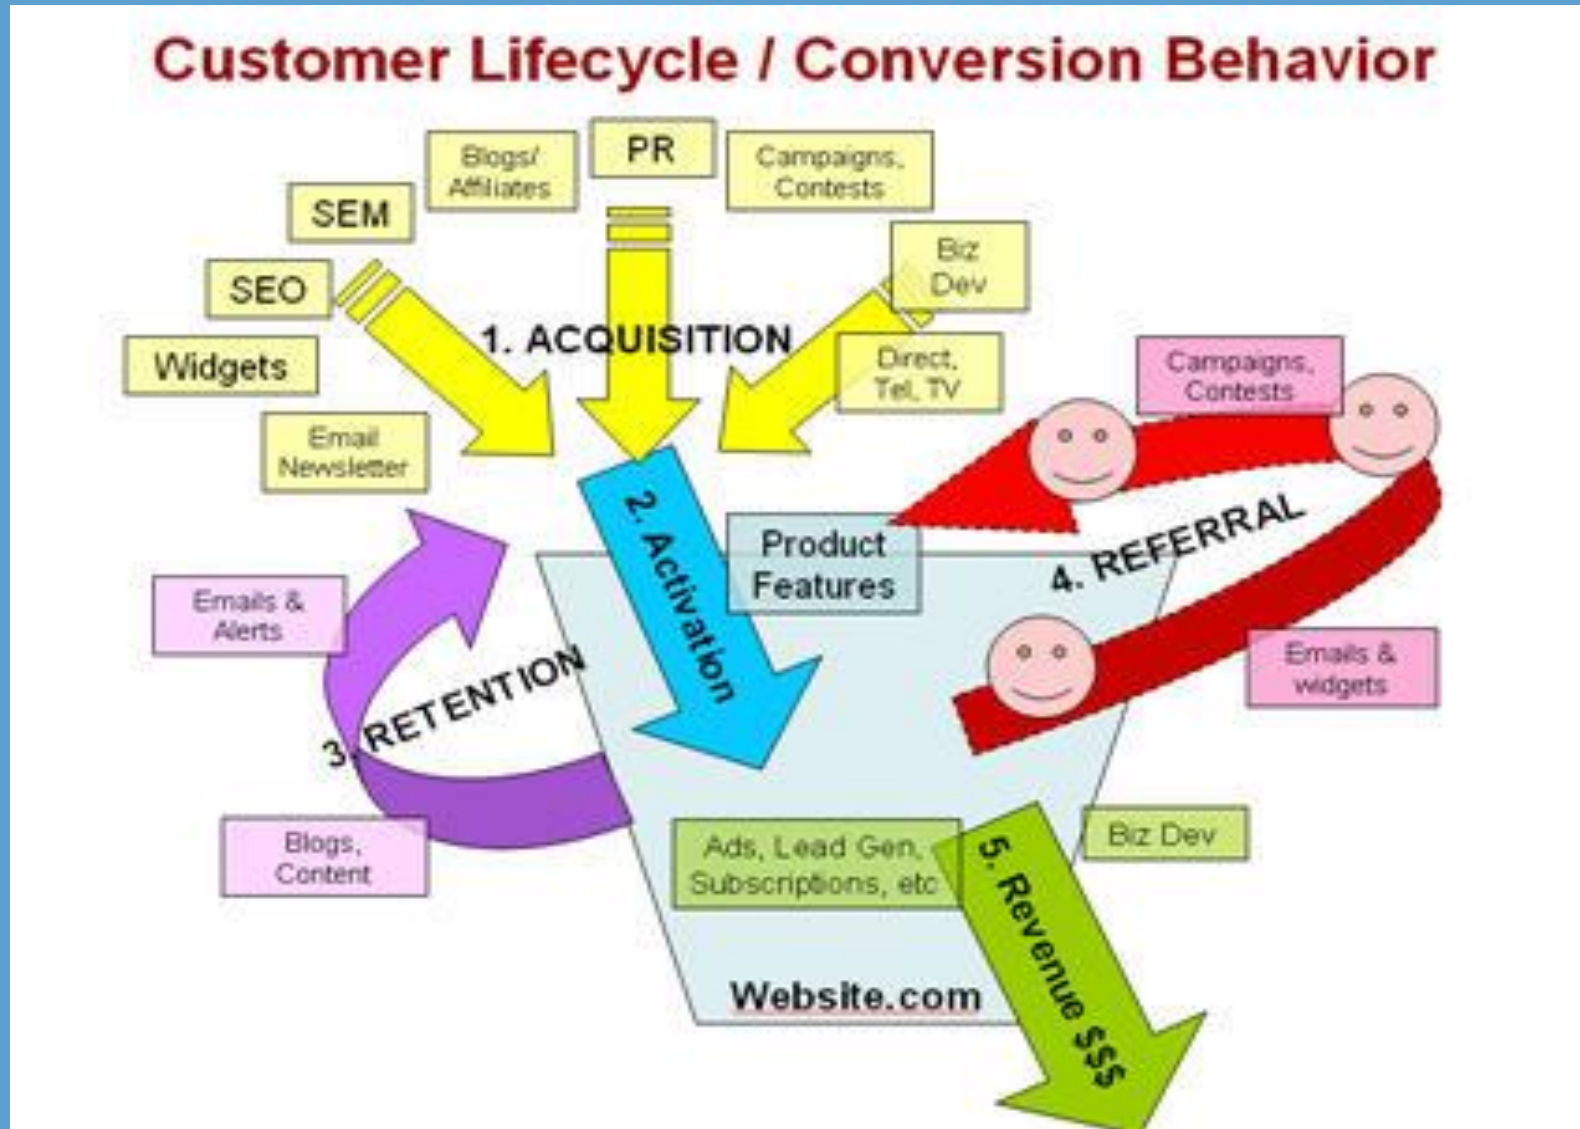 Customer Lifecycle / Conversion Behavior
Blogs/
Affiliates
PR
Campaigns,
Contests
SEM
Biz
Dev
SEO
1. ACQUISITION
Widgets
Direct,
Tel, TV
Campaigns,
Contests
Email
Newsletter
2. Activation
Product
Features
4. REFERRAL
Emails &
Alerts
3. RETENTION
Emails &
widgets
Blogs,
Content
Ads, Lead Gen,
Subscriptions, etc
Biz Dev
5. Revenue $$$
Website.com